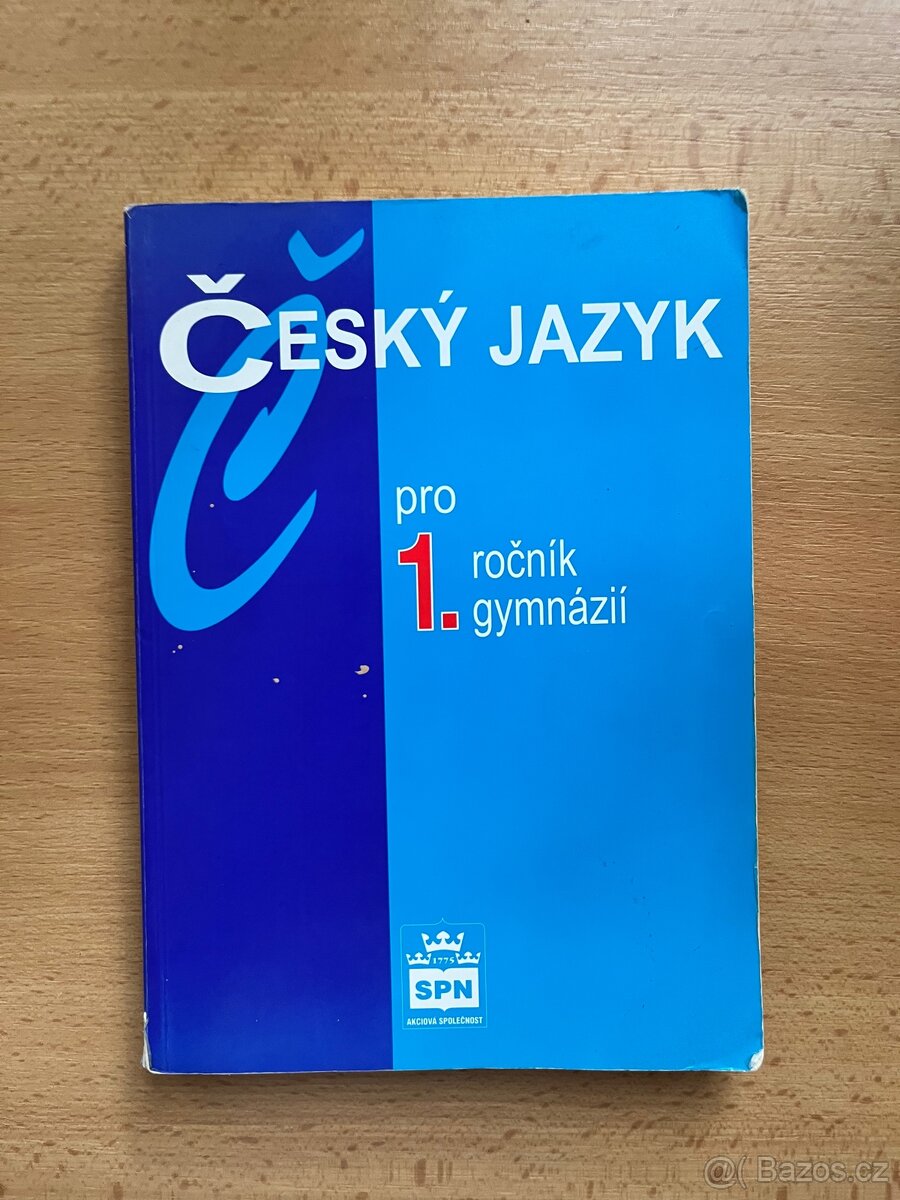 ČESKÝ JAZYK
pro
1. ročník
gymnázií
1775
SPN
AKCIOVÁ SPOLEČNOST
@( Bazos.cz